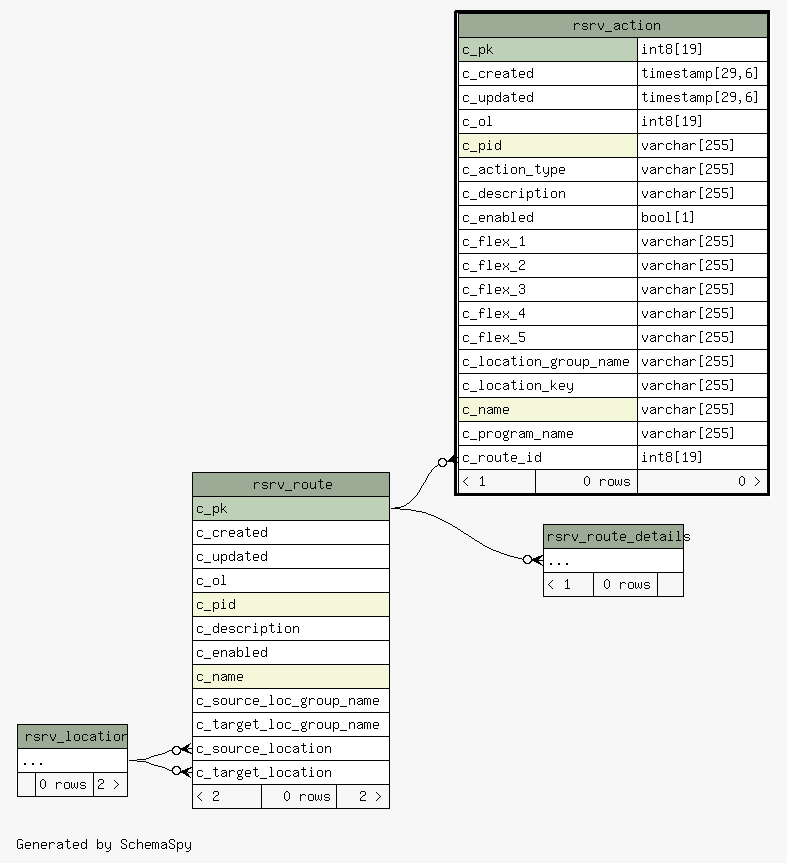 rsrv_action
c_pk int8[19]
c_created timestamp[29,6]
c_updated timestamp[29,6]
c_ol int8[19]
c_pid varchar[255]
c_action_type varchar[255]
c_description varchar[255]
c_enabled bool[1]
c_flex_1 varchar[255]
c_flex_2 varchar[255]
c_flex_3 varchar[255]
c_flex_4 varchar[255]
c_flex_5 varchar[255]
c_location_group_name varchar[255]
c_location_key varchar[255]
c_name varchar[255]
c_program_name varchar[255]
c_route_id int8[19]
< 1 0 rows 0 >
rsrv_route
c_pk
c_created
c_updated
c_ol
c_pid
c_description
c_enabled
c_name
c_source_loc_group_name
c_target_loc_group_name
c_source_location
c_target_location
< 2 0 rows 2 >
rsrv_route_details
...
< 1 0 rows
rsrv_location
...
0 rows 2 >
Generated by SchemaSpy